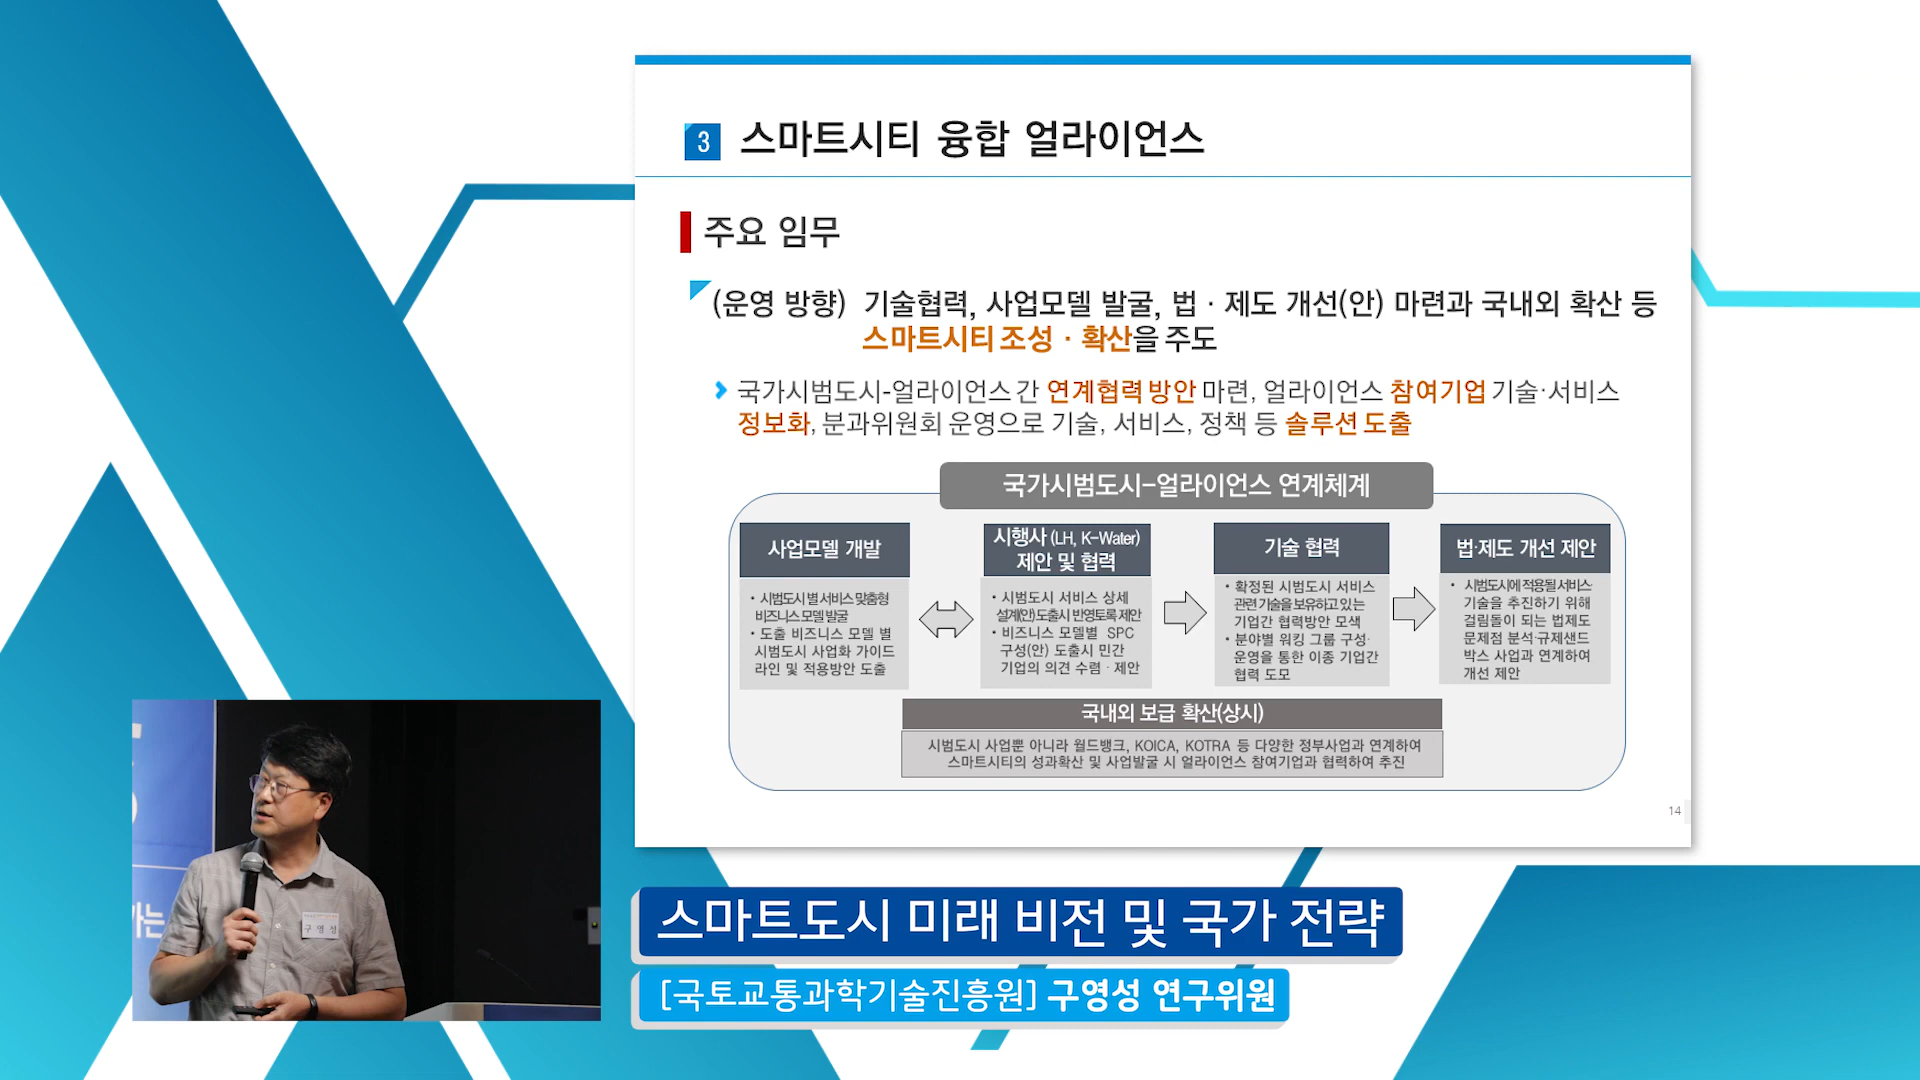 3 스마트시티 융합 얼라이언스
주요 임무
(운영 방향) 기술협력, 사업모델 발굴, 법 · 제도 개선(안) 마련과 국내외 확산 등
스마트시티 조성 · 확산을 주도
국가시범도시-얼라이언스 간 연계협력 방안 마련, 얼라이언스 참여기업 기술·서비스
정보화, 분과위원회 운영으로 기술, 서비스, 정책 등 솔루션 도출
국가시범도시-얼라이언스 연계체계
사업모델 개발
• 시범도시 별 서비스 맞춤형
비즈니스 모델 발굴
• 도출 비즈니스 모델 별
시범도시 사업화 가이드
라인 및 적용방안 도출
시행사 (LH, K-Water)
제안 및 협력
• 시범도시 서비스 상세
설계(안) 도출시 반영토록 제안
• 비즈니스 모델별 SPC
구성(안) 도출시 민간
기업의 의견 수렴 · 제안
기술 협력
• 확정된 시범도시 서비스
관련 기술을 보유하고 있는
기업간 협력방안 모색
• 분야별 워킹 그룹 구성·
운영을 통한 이종 기업간
협력 도모
법·제도 개선 제안
• 시범도시에 적용될 서비스·
기술을 추진하기 위해
걸림돌이 되는 법제도
문제점 분석·규제샌드
박스 사업과 연계하여
개선 제안
국내외 보급 확산(상시)
시범도시 사업뿐 아니라 월드뱅크, KOICA, KOTRA 등 다양한 정부사업과 연계하여
스마트시티의 성과확산 및 사업발굴 시 얼라이언스 참여기업과 협력하여 추진
14
가는
구영성
스마트도시 미래 비전 및 국가 전략
[국토교통과학기술진흥원] 구영성 연구위원